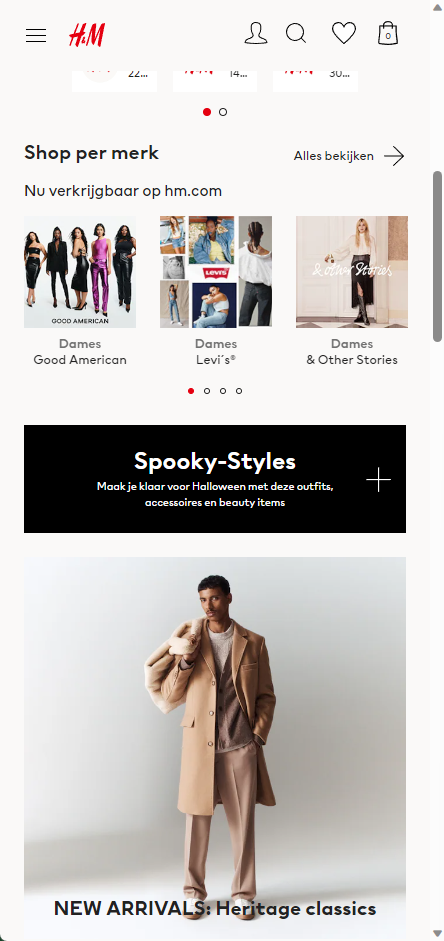 H&M
0
22...
14...
30...
Shop per merk
Alles bekijken
Nu verkrijgbaar op hm.com
GOOD AMERICAN
Levi's
& Other Stories
Dames
Good American
Dames
Levi´s®
Dames
& Other Stories
Spooky-Styles
Maak je klaar voor Halloween met deze outfits,
accessoires en beauty items
NEW ARRIVALS: Heritage classics